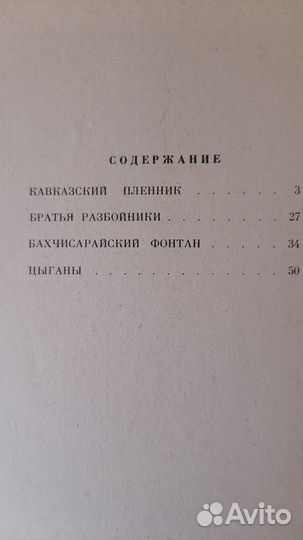 СОДЕРЖАНИЕ
КАВКАЗСКИЙ ПЛЕННИК . . . . . . 3
БРАТЬЯ РАЗБОЙНИКИ . . . . . . . . 27
БАХЧИСАРАЙСКИЙ ФОНТАН . . . . . 34
ЦЫГАНЫ . . . . . . . . . . . . 50
Avito